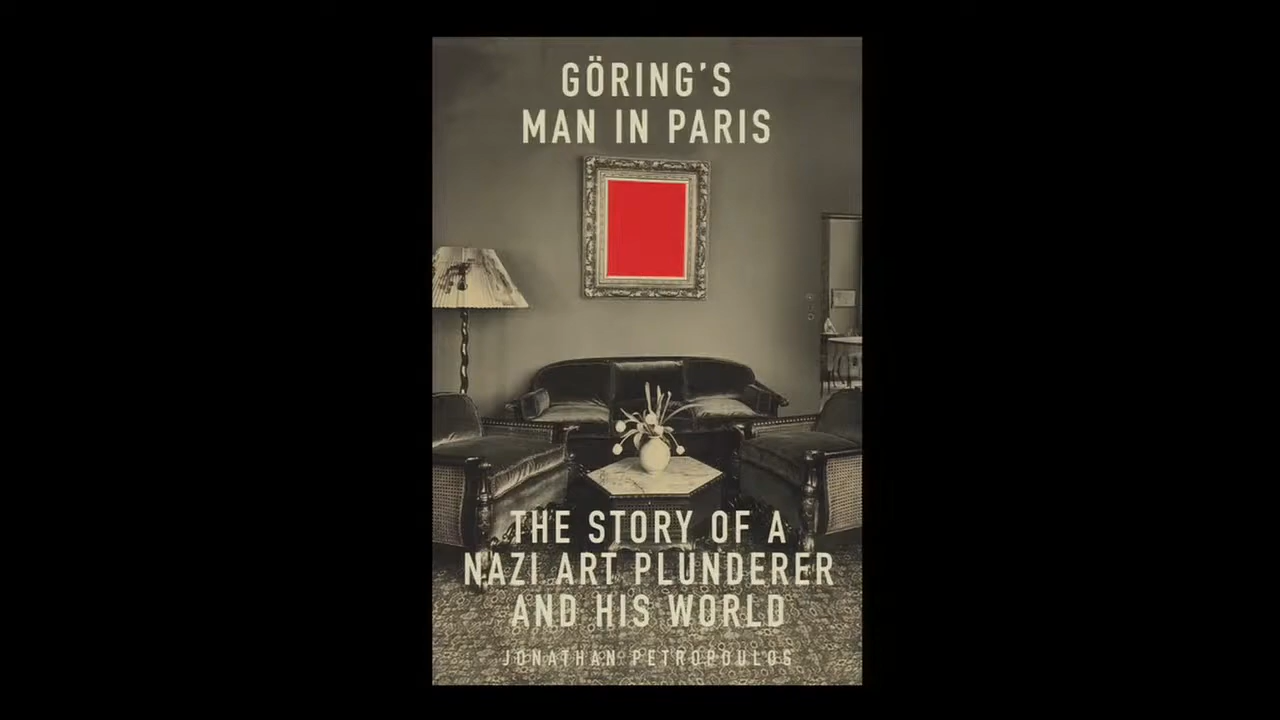 GÖRING'S
MAN IN PARIS
THE STORY OF A
NAZI ART PLUNDERER
AND HIS WORLD
JONATHAN PETROPOULOS